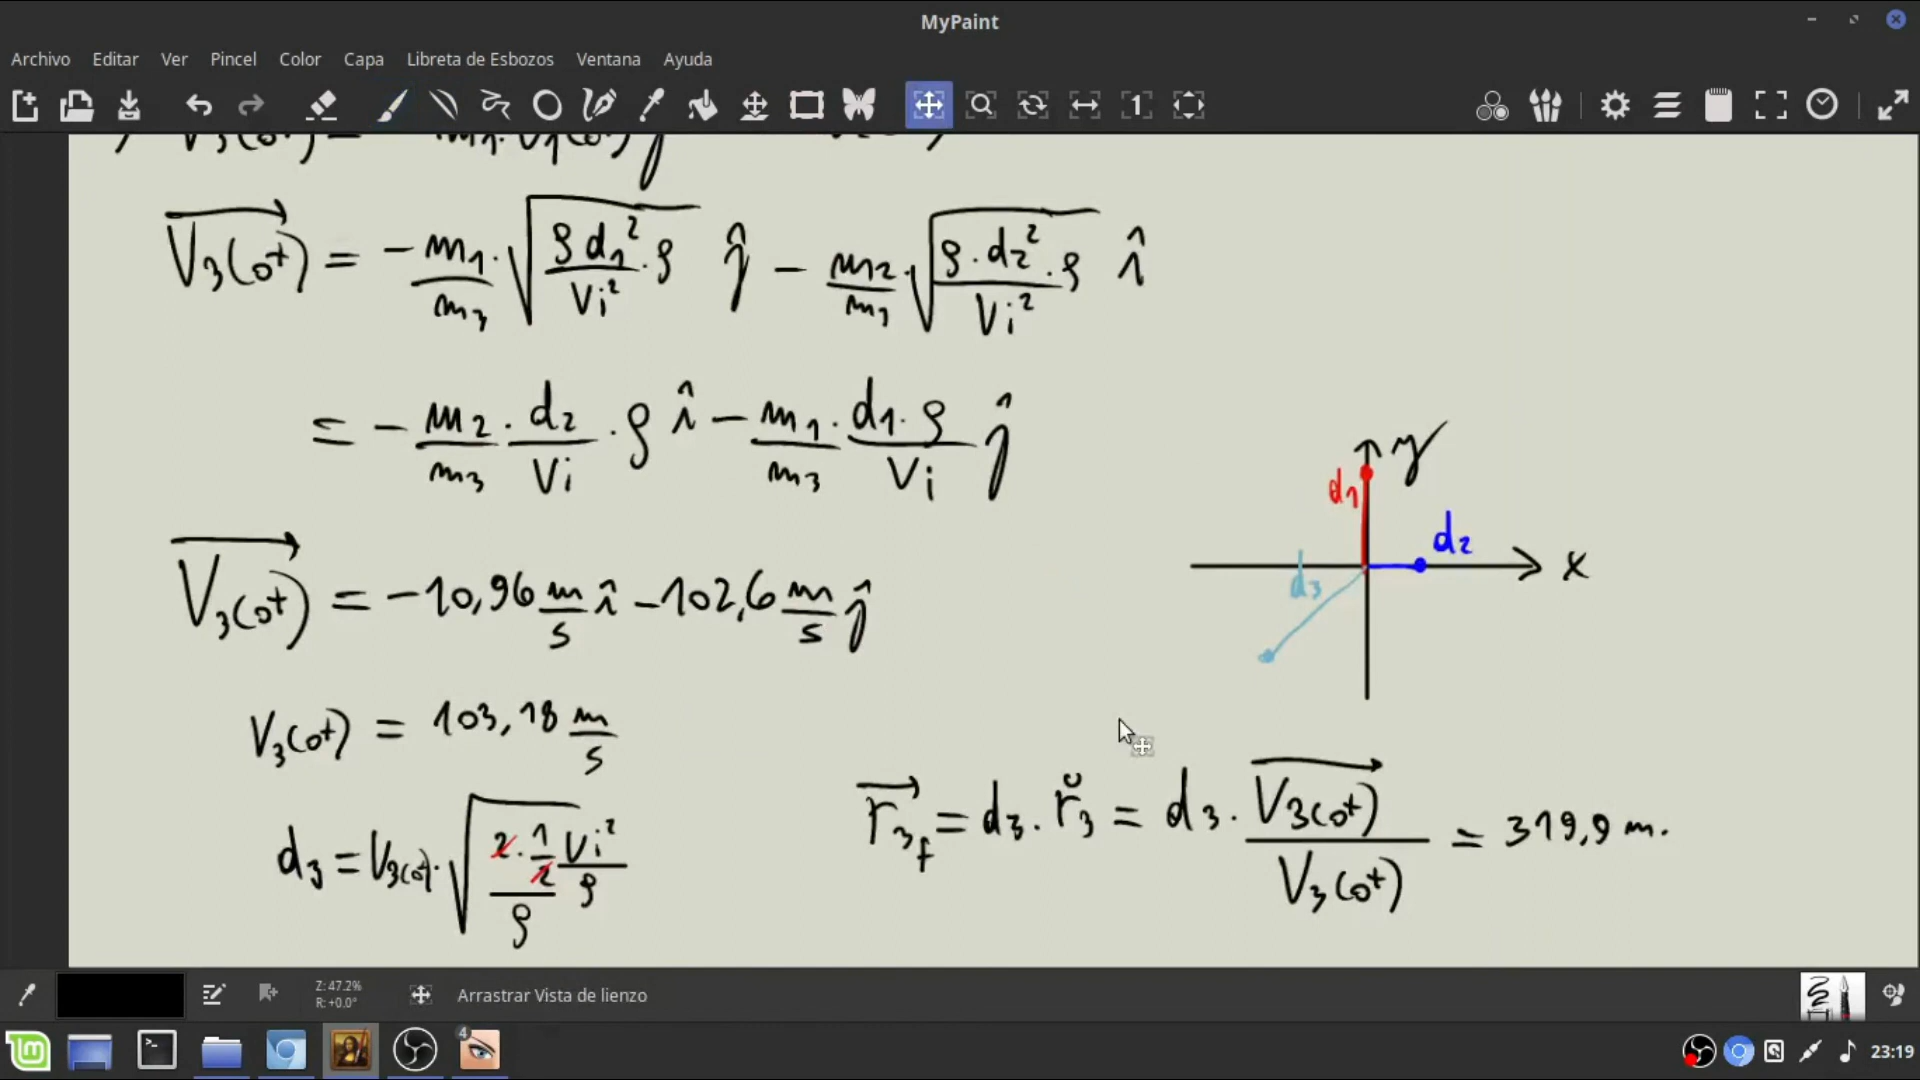 MyPaint
Archivo Editar Ver Pincel Color Capa Libreta de Esbozos Ventana Ayuda
V3(0+) = -m1/m3 · √(g d1²/Vi² · g) ĵ - m2/m3 · √(g · d2²/Vi² · g) î
= -m2/m3 · d2/Vi · g î - m1/m3 · d1 · g/Vi ĵ
y
d1
d2
x
d3
V3(0+) = -10,96 m/s î - 102,6 m/s ĵ
V3(0+) = 103,18 m/s
d3 = V3(0+) · √(2 · 1/2 Vi²/g / g)
r3f = d3 · r̆3 = d3 · V3(0+)/V3(0+) = 319,9 m.
Z: 47.2%
R: +0.0°
Arrastrar Vista de lienzo
4
23:19